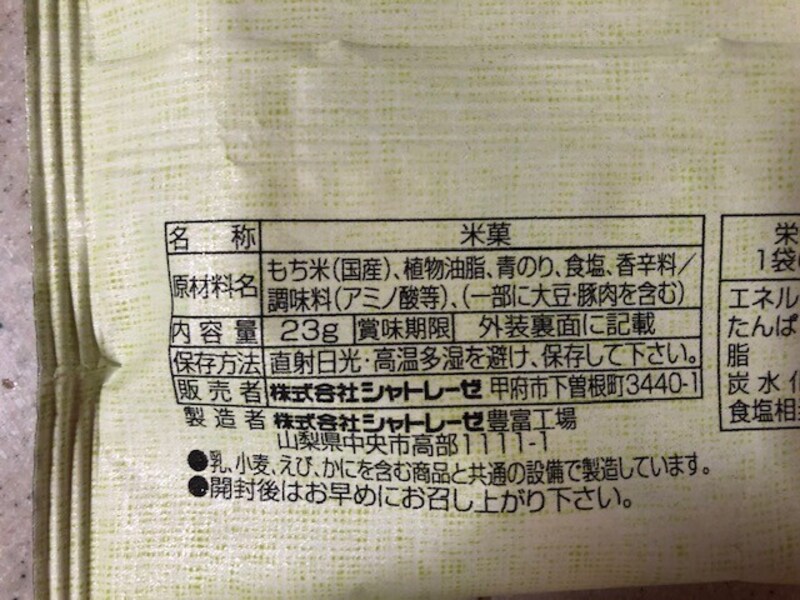 名称 米菓
原材料名 もち米(国産)、植物油脂、青のり、食塩、香辛料/
調味料(アミノ酸等)、(一部に大豆・豚肉を含む)
内容量 23g 賞味期限 外装裏面に記載
保存方法 直射日光・高温多湿を避け、保存して下さい。
販売者 株式会社シャトレーゼ 甲府市下曽根町3440-1
製造者 株式会社シャトレーゼ豊富工場
山梨県中央市高部1111-1
●乳、小麦、えび、かにを含む商品と共通の設備で製造しています。
●開封後はお早めにお召し上がり下さい。
栄
1袋
エネル
たんぱ
脂
炭水化
食塩相